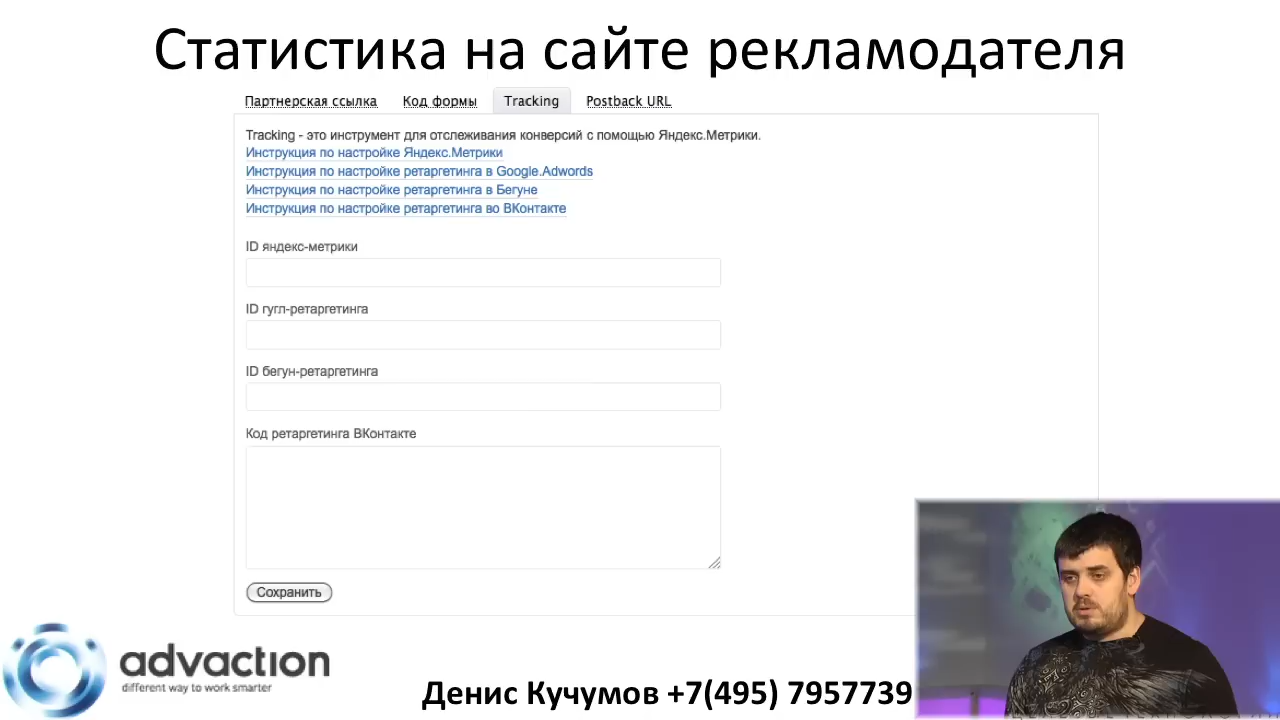 Статистика на сайте рекламодателя
Партнерская ссылка Код формы Tracking Postback URL
Tracking - это инструмент для отслеживания конверсий с помощью Яндекс.Метрики.
Инструкция по настройке Яндекс.Метрики
Инструкция по настройке ретаргетинга в Google.Adwords
Инструкция по настройке ретаргетинга в Бегуне
Инструкция по настройке ретаргетинга во ВКонтакте
ID яндекс-метрики
ID гугл-ретаргетинга
ID бегун-ретаргетинга
Код ретаргетинга ВКонтакте
Сохранить
advaction
different way to work smarter
Денис Кучумов +7(495) 7957739